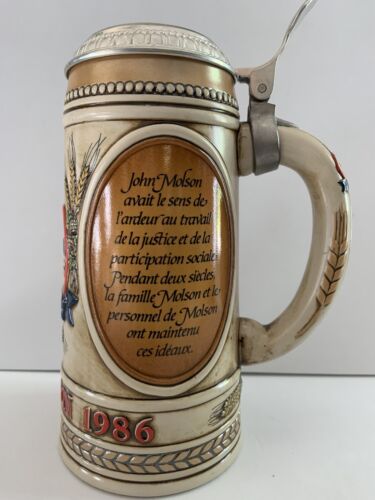 John Molson
avait le sens de
l'ardeur au travail
de la justice et de la
participation sociale.
Pendant deux siècles,
la famille Molson et le
personnel de Molson
ont maintenu
ces idéaux.
1986